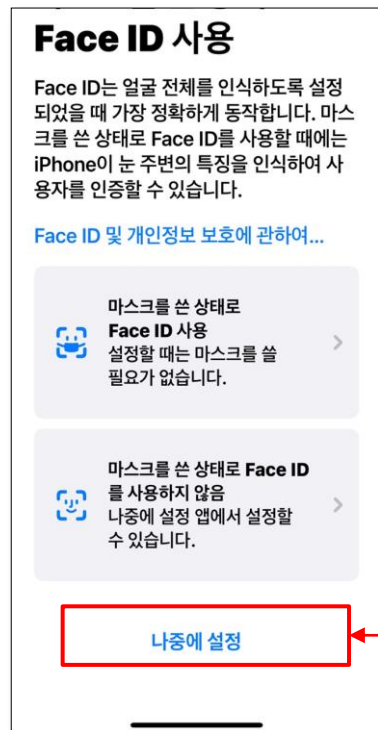 Face ID 사용
Face ID는 얼굴 전체를 인식하도록 설정
되었을 때 가장 정확하게 동작합니다. 마스
크를 쓴 상태로 Face ID를 사용할 때에는
iPhone이 눈 주변의 특징을 인식하여 사
용자를 인증할 수 있습니다.
Face ID 및 개인정보 보호에 관하여...
마스크를 쓴 상태로
Face ID 사용
설정할 때는 마스크를 쓸
필요가 없습니다.
마스크를 쓴 상태로 Face ID
를 사용하지 않음
나중에 설정 앱에서 설정할
수 있습니다.
나중에 설정